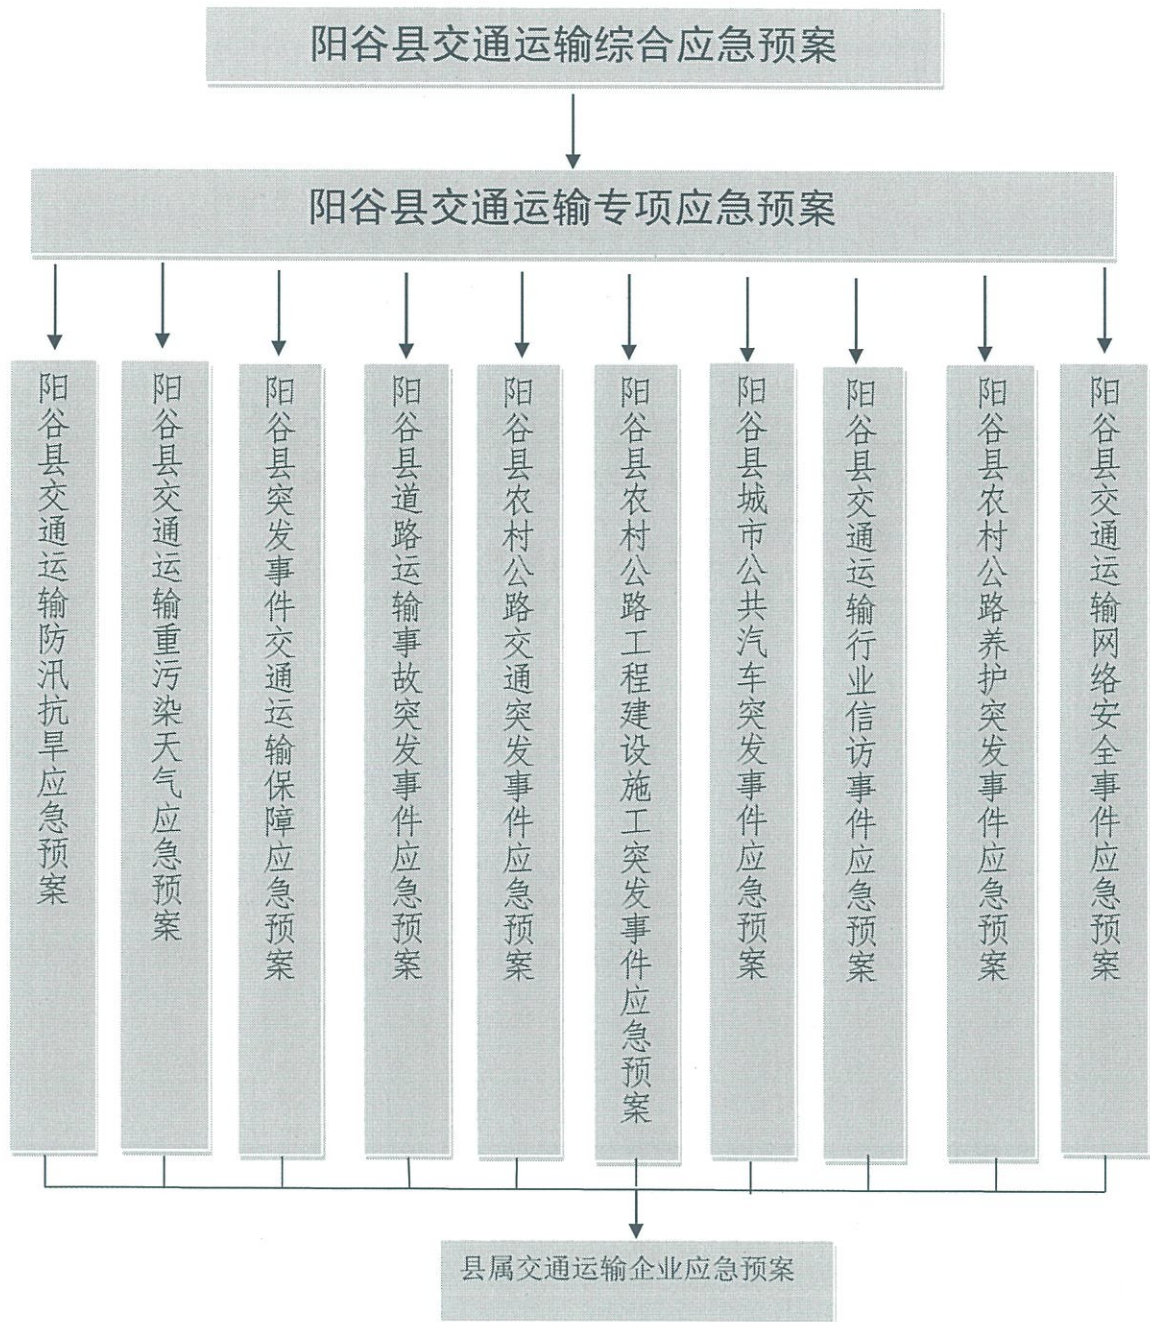 阳谷县交通运输综合应急预案
阳谷县交通运输专项应急预案
阳谷县交通运输防汛抗旱应急预案
阳谷县交通运输重污染天气应急预案
阳谷县突发事件交通运输保障应急预案
阳谷县道路运输事故突发事件应急预案
阳谷县农村公路交通突发事件应急预案
阳谷县农村公路工程建设施工突发事件应急预案
阳谷县城市公共汽车突发事件应急预案
阳谷县交通运输行业信访事件应急预案
阳谷县农村公路养护突发事件应急预案
阳谷县交通运输网络安全事件应急预案
县属交通运输企业应急预案